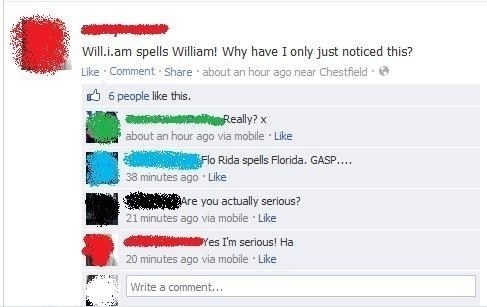 Will.i.am spells William! Why have I only just noticed this?
Like · Comment · Share · about an hour ago near Chestfield ·
6 people like this.
Really? x
about an hour ago via mobile · Like
Flo Rida spells Florida. GASP....
38 minutes ago · Like
Are you actually serious?
21 minutes ago via mobile · Like
Yes I'm serious! Ha
20 minutes ago via mobile · Like
Write a comment...